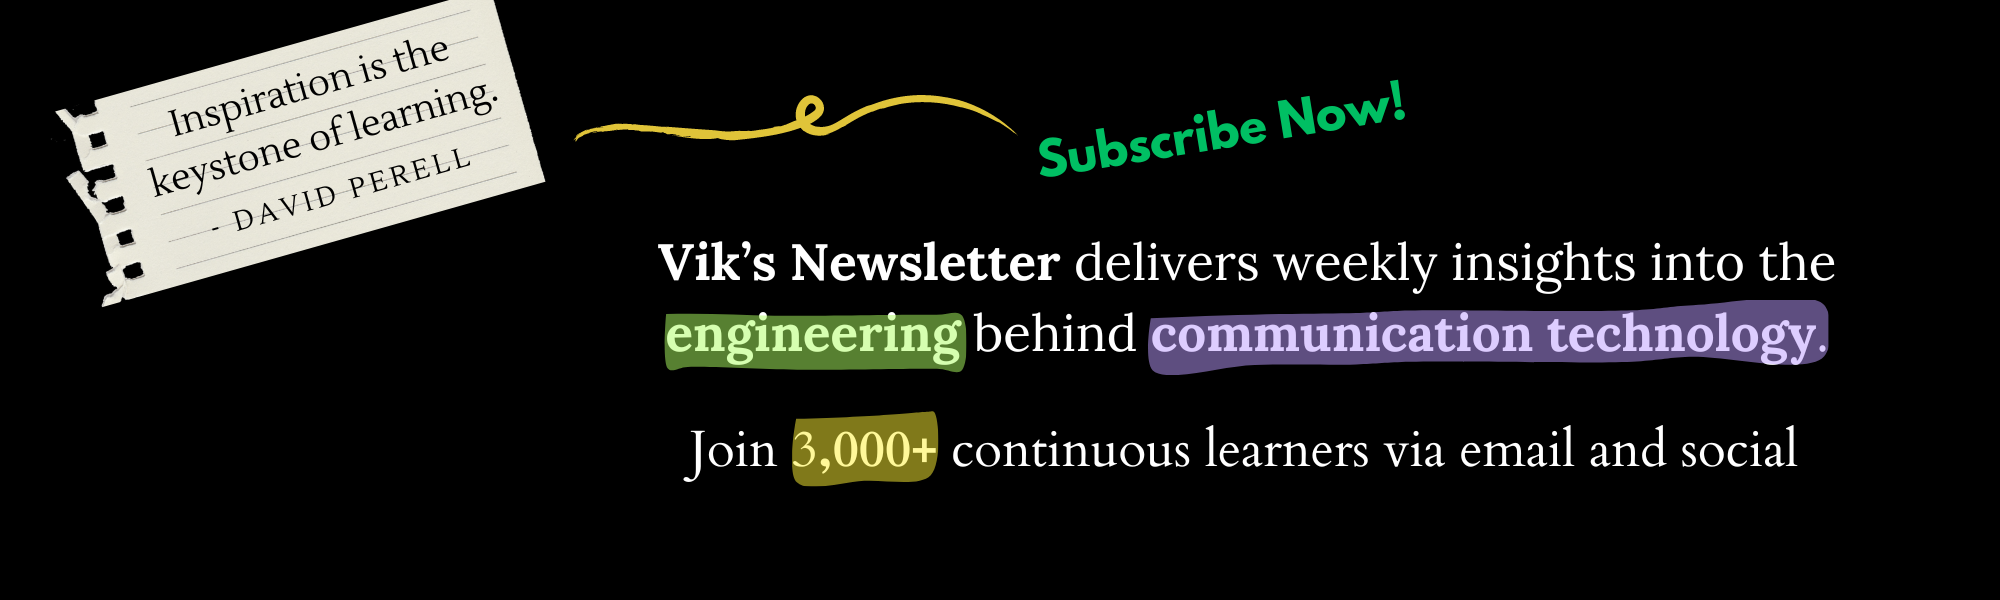 Inspiration is the
keystone of learning.
- DAVID PERELL
Subscribe Now!
Vik’s Newsletter delivers weekly insights into the
engineering behind communication technology.
Join 3,000+ continuous learners via email and social